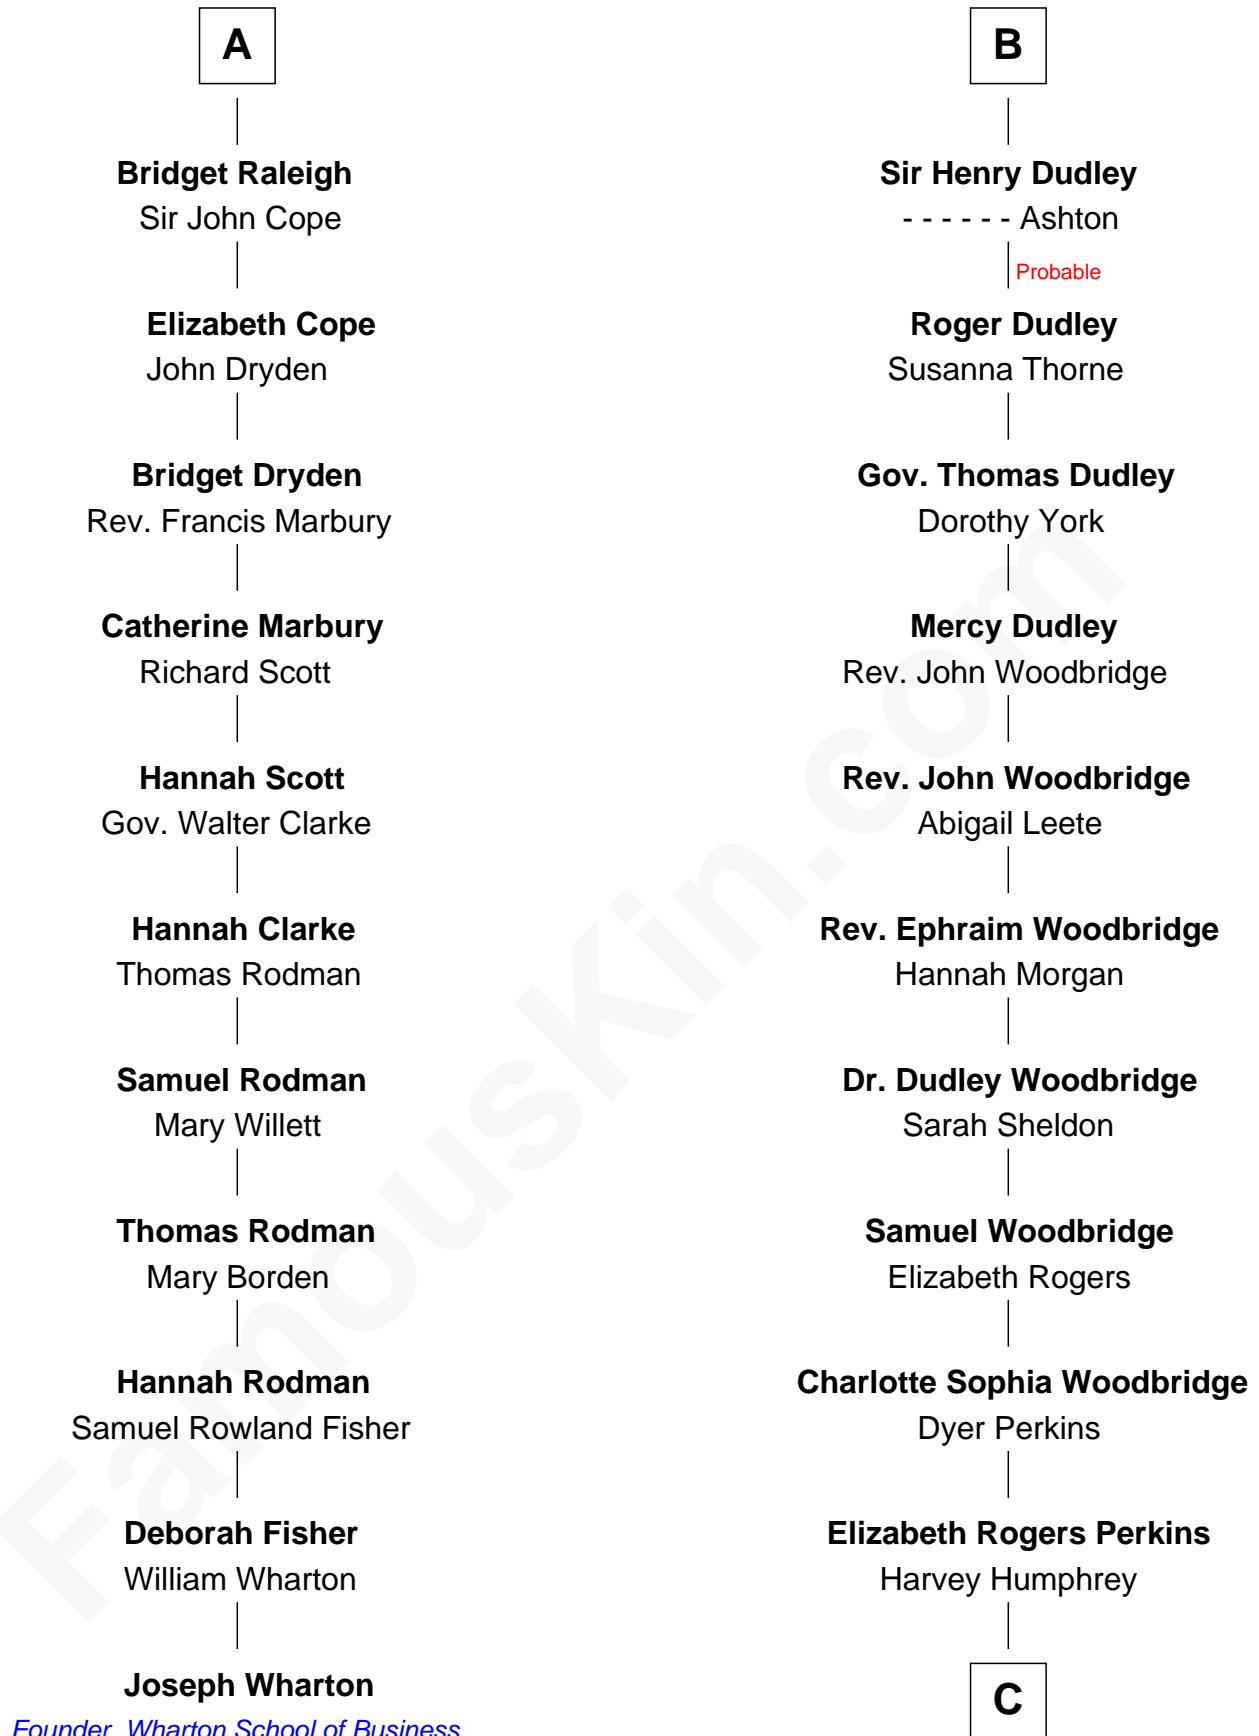 A
Bridget Raleigh
Sir John Cope
Elizabeth Cope
John Dryden
Bridget Dryden
Rev. Francis Marbury
Catherine Marbury
Richard Scott
Hannah Scott
Gov. Walter Clarke
Hannah Clarke
Thomas Rodman
Samuel Rodman
Mary Willett
Thomas Rodman
Mary Borden
Hannah Rodman
Samuel Rowland Fisher
Deborah Fisher
William Wharton
Joseph Wharton
Founder, Wharton School of Business
B
Sir Henry Dudley
- - - - - - Ashton
Probable
Roger Dudley
Susanna Thorne
Gov. Thomas Dudley
Dorothy York
Mercy Dudley
Rev. John Woodbridge
Rev. John Woodbridge
Abigail Leete
Rev. Ephraim Woodbridge
Hannah Morgan
Dr. Dudley Woodbridge
Sarah Sheldon
Samuel Woodbridge
Elizabeth Rogers
Charlotte Sophia Woodbridge
Dyer Perkins
Elizabeth Rogers Perkins
Harvey Humphrey
C
FamousKin.com